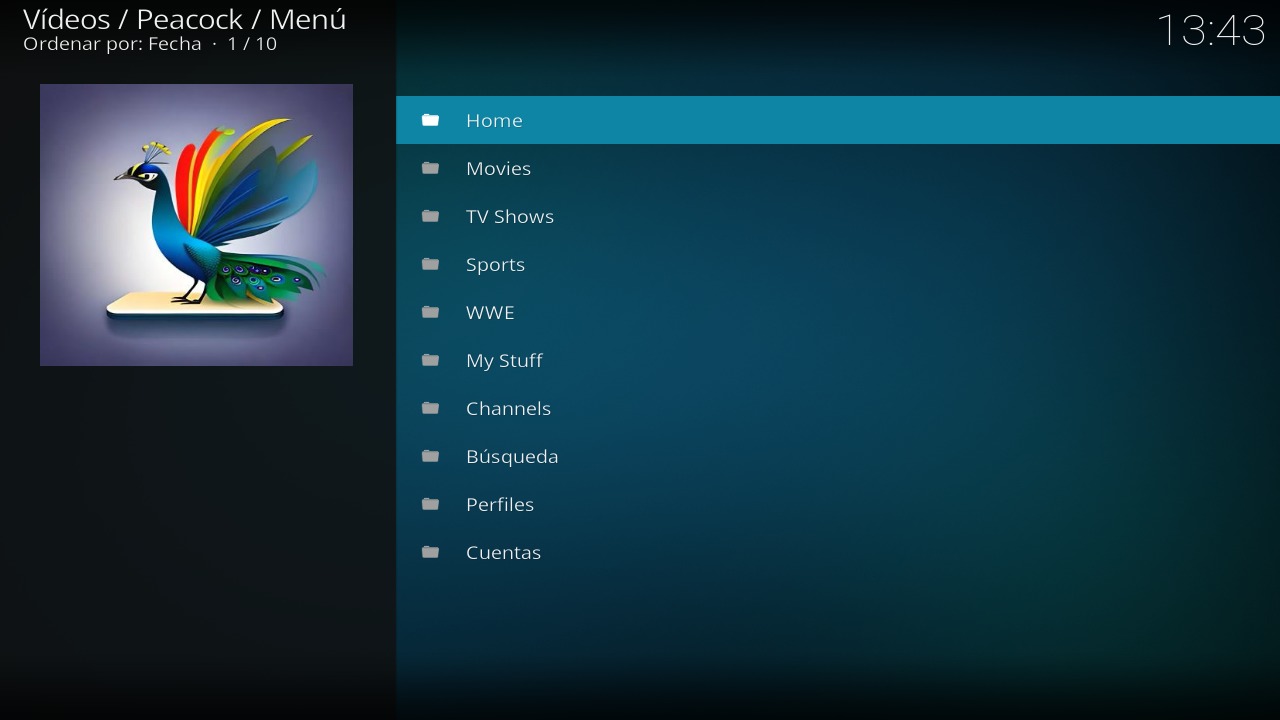 Vídeos / Peacock / Menú
Ordenar por: Fecha · 1 / 10
13:43
Home
Movies
TV Shows
Sports
WWE
My Stuff
Channels
Búsqueda
Perfiles
Cuentas